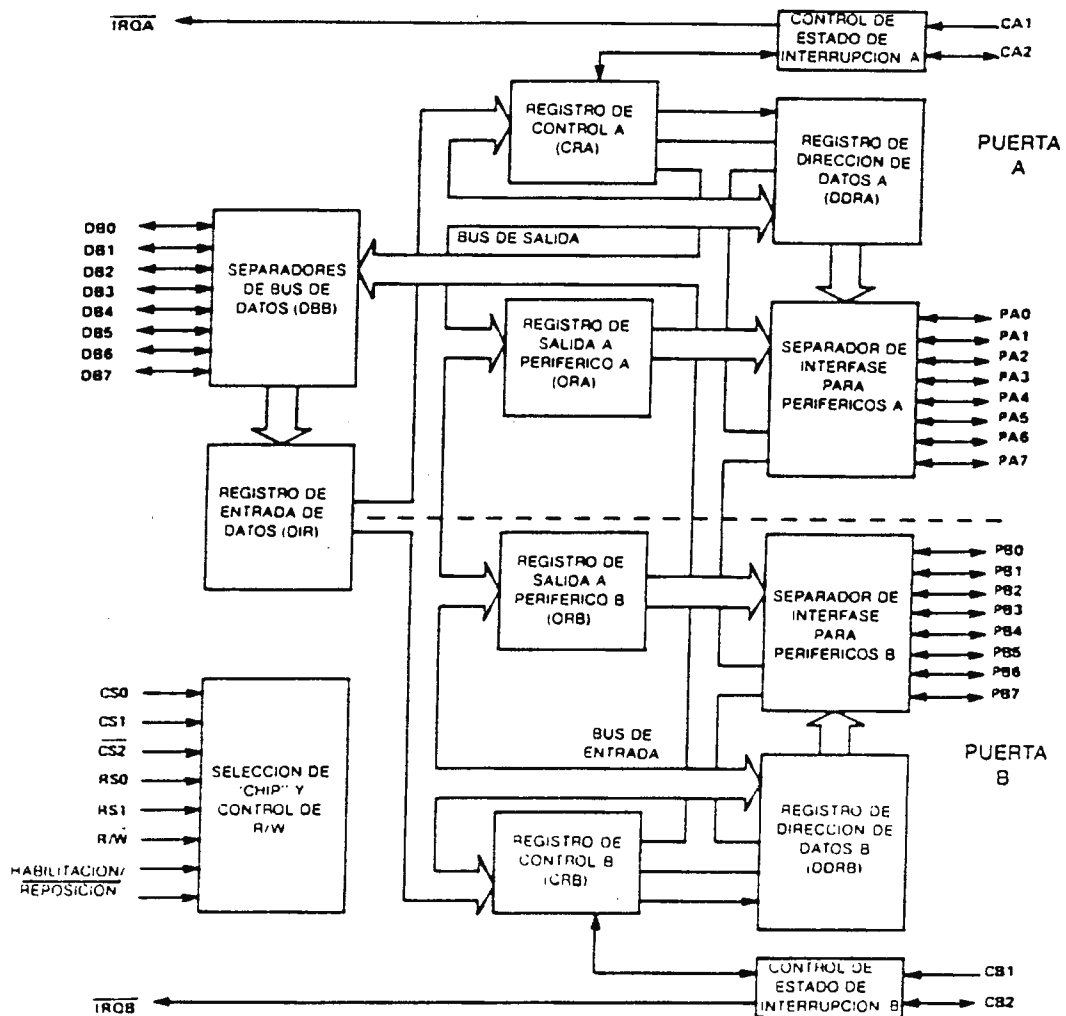 IRQA
CONTROL DE
ESTADO DE
INTERRUPCION A
CA1
CA2
REGISTRO DE
CONTROL A
(CRA)
REGISTRO DE
DIRECCION DE
DATOS A
(DDRA)
PUERTA
A
DB0
DB1
DB2
DB3
DB4
DB5
DB6
DB7
SEPARADORES
DE BUS DE
DATOS (DBB)
BUS DE SALIDA
REGISTRO DE
SALIDA A
PERIFERICO A
(ORA)
SEPARADOR DE
INTERFASE
PARA
PERIFERICOS A
PA0
PA1
PA2
PA3
PA4
PA5
PA6
PA7
REGISTRO DE
ENTRADA DE
DATOS (DIR)
REGISTRO DE
SALIDA A
PERIFERICO B
(ORB)
SEPARADOR DE
INTERFASE
PARA
PERIFERICOS B
PB0
PB1
PB2
PB3
PB4
PB5
PB6
PB7
CS0
CS1
CS2
RS0
RS1
R/W
HABILITACION/
REPOSICION
SELECCION DE
"CHIP" Y
CONTROL DE
R/W
BUS DE
ENTRADA
PUERTA
B
REGISTRO DE
CONTROL B
(CRB)
REGISTRO DE
DIRECCION DE
DATOS B
(DDRB)
CONTROL DE
ESTADO DE
INTERRUPCION B
CB1
CB2
IRQB